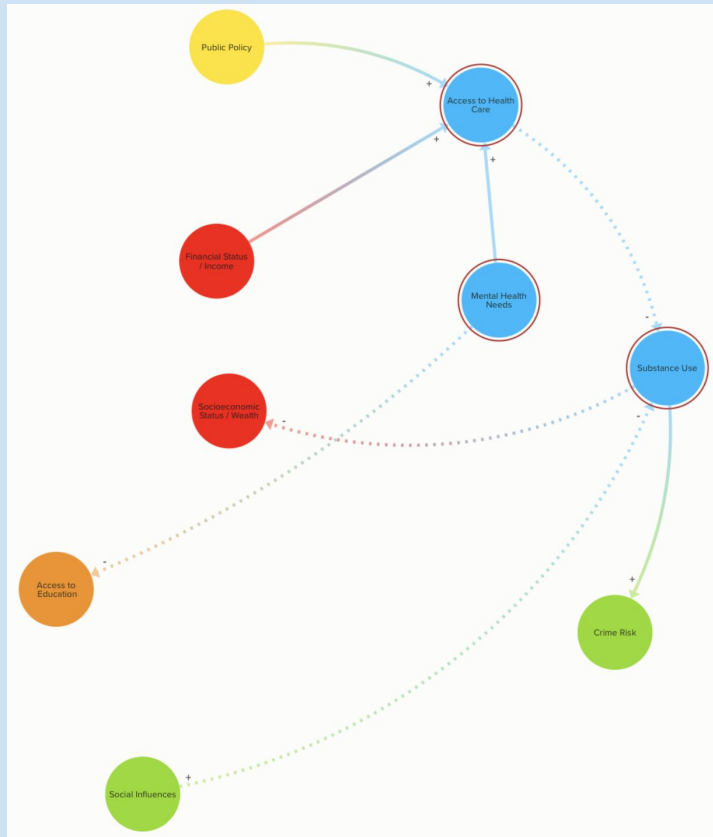 Public Policy
+
Access to Health
Care
+
+
Financial Status
/ Income
Mental Health
Needs
-
Substance Use
Socioeconomic
Status / Wealth
-
-
-
Access to
Education
+
Crime Risk
+
Social Influences